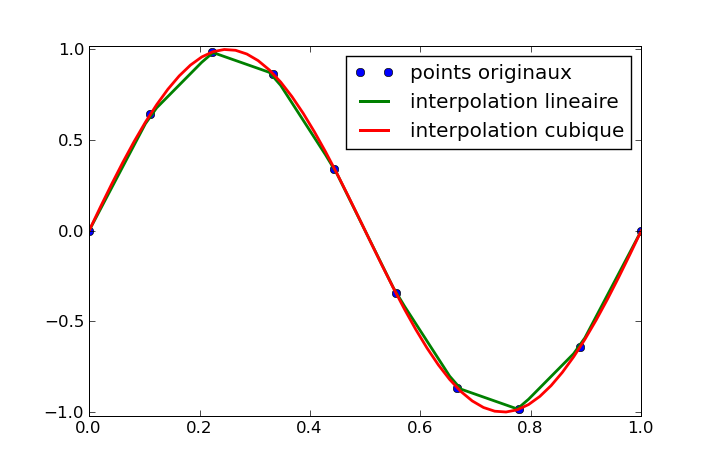 1.0
0.5
0.0
−0.5
−1.0
points originaux
interpolation lineaire
interpolation cubique
0.0 0.2 0.4 0.6 0.8 1.0